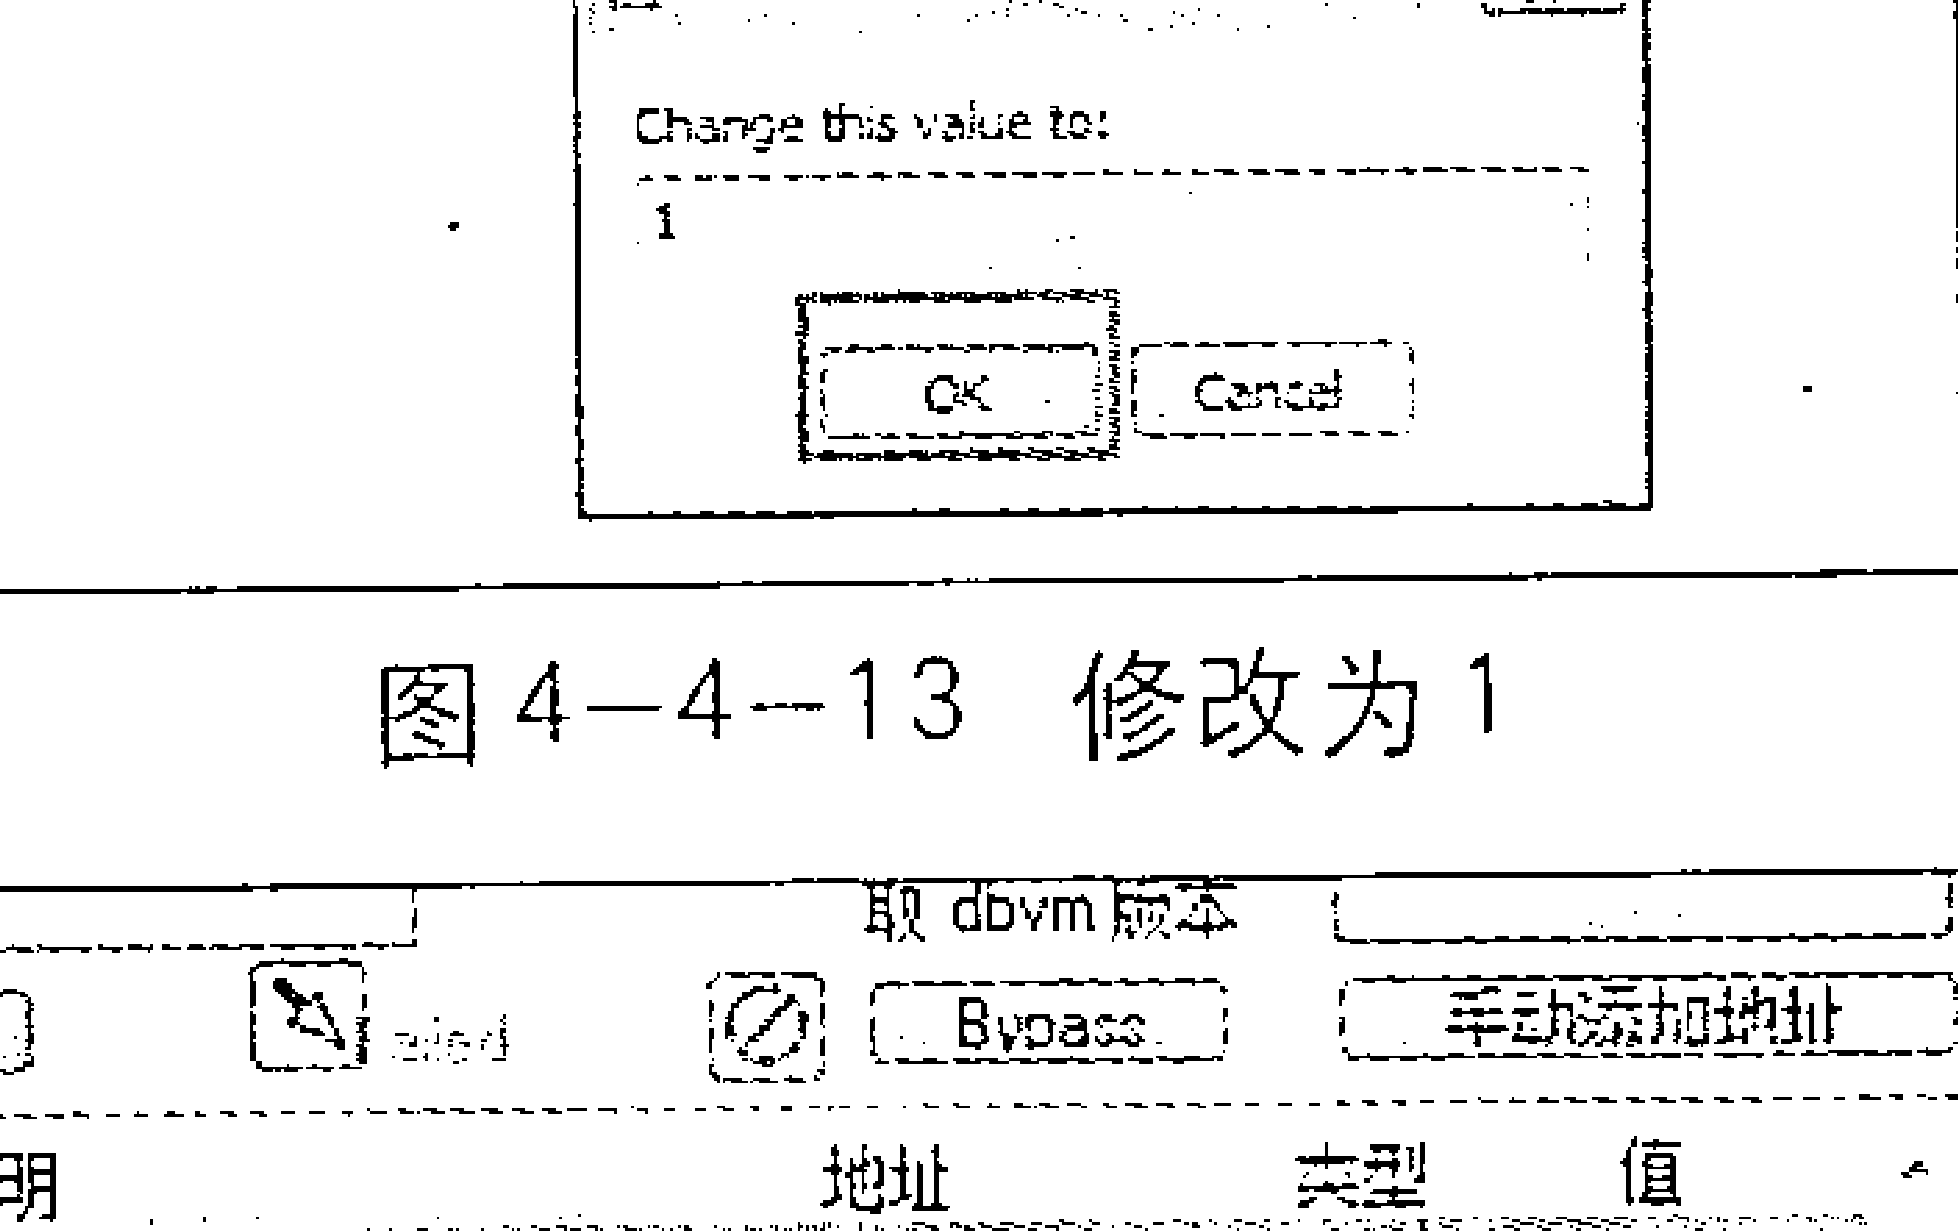 Change this value to:
1
OK Cancel
图4-4-13 修改为1
取 dbvm 版本
Bypass 手动添加地址
明 地址 类型 值